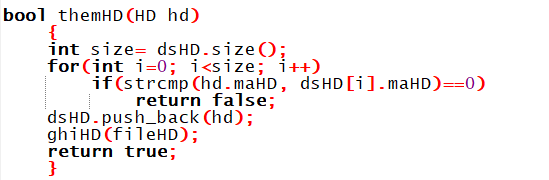 bool themHD(HD hd)
{
int size= dsHD.size();
for(int i=0; i<size; i++)
if(strcmp(hd.maHD, dsHD[i].maHD)==0)
return false;
dsHD.push_back(hd);
ghiHD(fileHD);
return true;
}